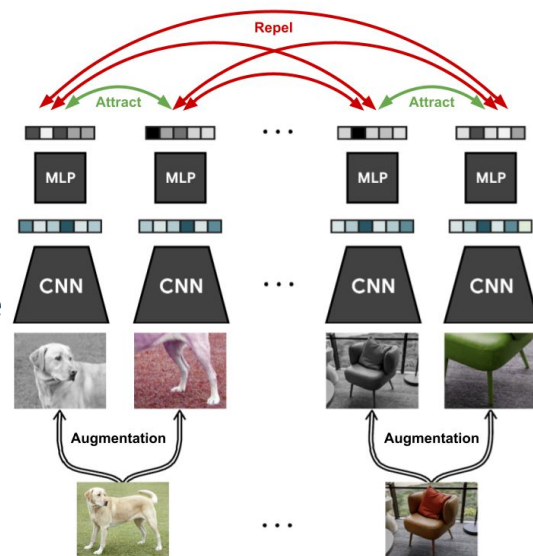 Repel
Attract
Attract
...
MLP
MLP
MLP
MLP
CNN
CNN
...
CNN
CNN
Augmentation
Augmentation
...